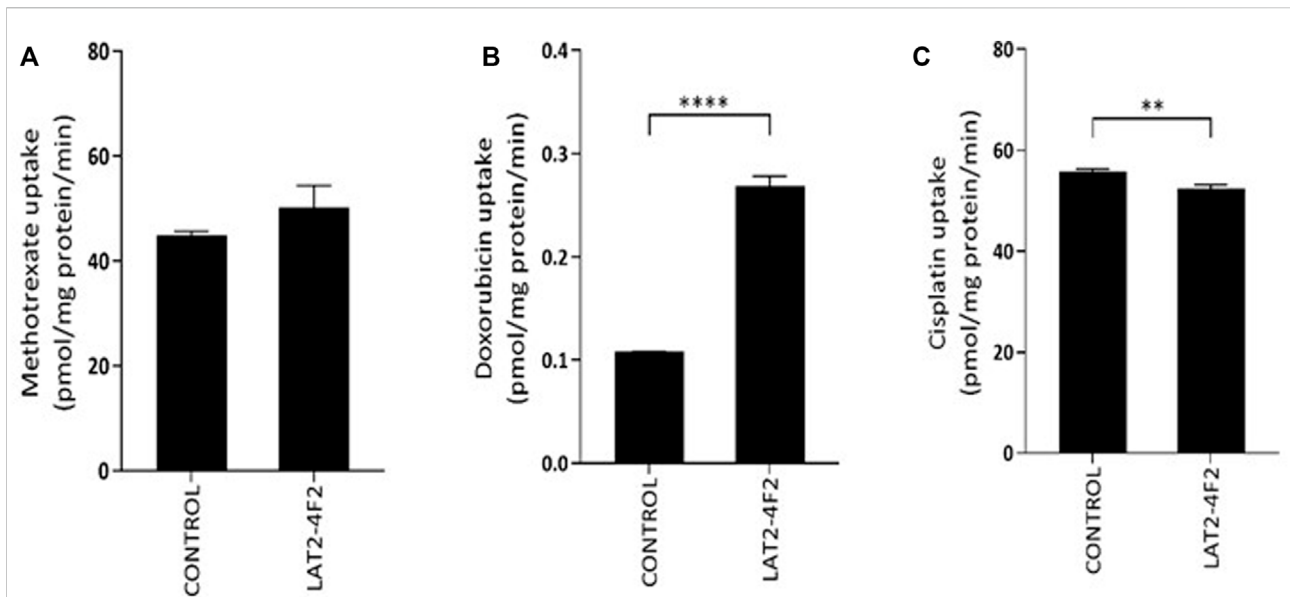 A
Methotrexate uptake
(pmol/mg protein/min)
80
60
40
20
0
CONTROL
LAT2-4F2
B
Doxorubicin uptake
(pmol/mg protein/min)
0.4
0.3
0.2
0.1
0.0
****
CONTROL
LAT2-4F2
C
Cisplatin uptake
(pmol/mg protein/min)
80
60
40
20
0
**
CONTROL
LAT2-4F2